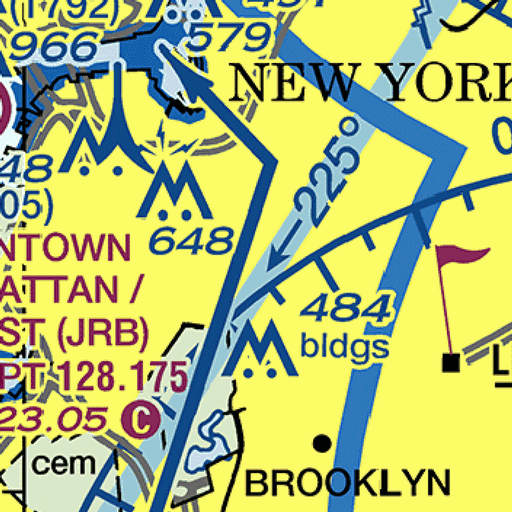 (1792)
966
579
NEW YORK
225°
48
05)
648
NTOWN
ATTAN /
ST (JRB)
PT 128.175
23.05 C
484
bldgs
cem
BROOKLYN